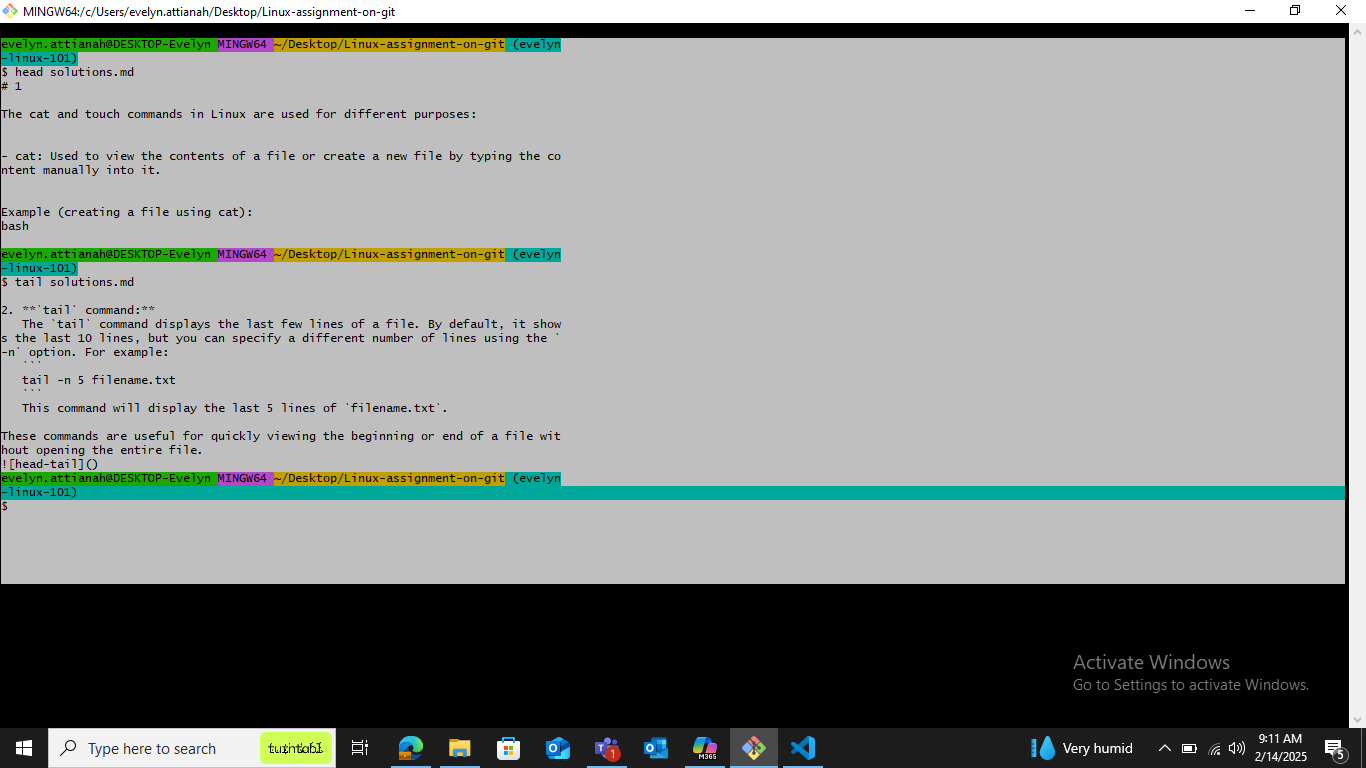 MINGW64:/c/Users/evelyn.attianah/Desktop/Linux-assignment-on-git
evelyn.attianah@DESKTOP-Evelyn MINGW64 ~/Desktop/Linux-assignment-on-git (evelyn
-linux-101)
$ head solutions.md
# 1
The cat and touch commands in Linux are used for different purposes:
- cat: Used to view the contents of a file or create a new file by typing the co
ntent manually into it.
Example (creating a file using cat):
bash
evelyn.attianah@DESKTOP-Evelyn MINGW64 ~/Desktop/Linux-assignment-on-git (evelyn
-linux-101)
$ tail solutions.md
2. **`tail` command:**
The `tail` command displays the last few lines of a file. By default, it show
s the last 10 lines, but you can specify a different number of lines using the `
-n` option. For example:
```
tail -n 5 filename.txt
```
This command will display the last 5 lines of `filename.txt`.
These commands are useful for quickly viewing the beginning or end of a file wit
hout opening the entire file.
![head-tail]()
evelyn.attianah@DESKTOP-Evelyn MINGW64 ~/Desktop/Linux-assignment-on-git (evelyn
-linux-101)
$
Activate Windows
Go to Settings to activate Windows.
Type here to search
M365
1
Very humid
9:11 AM
2/14/2025
5